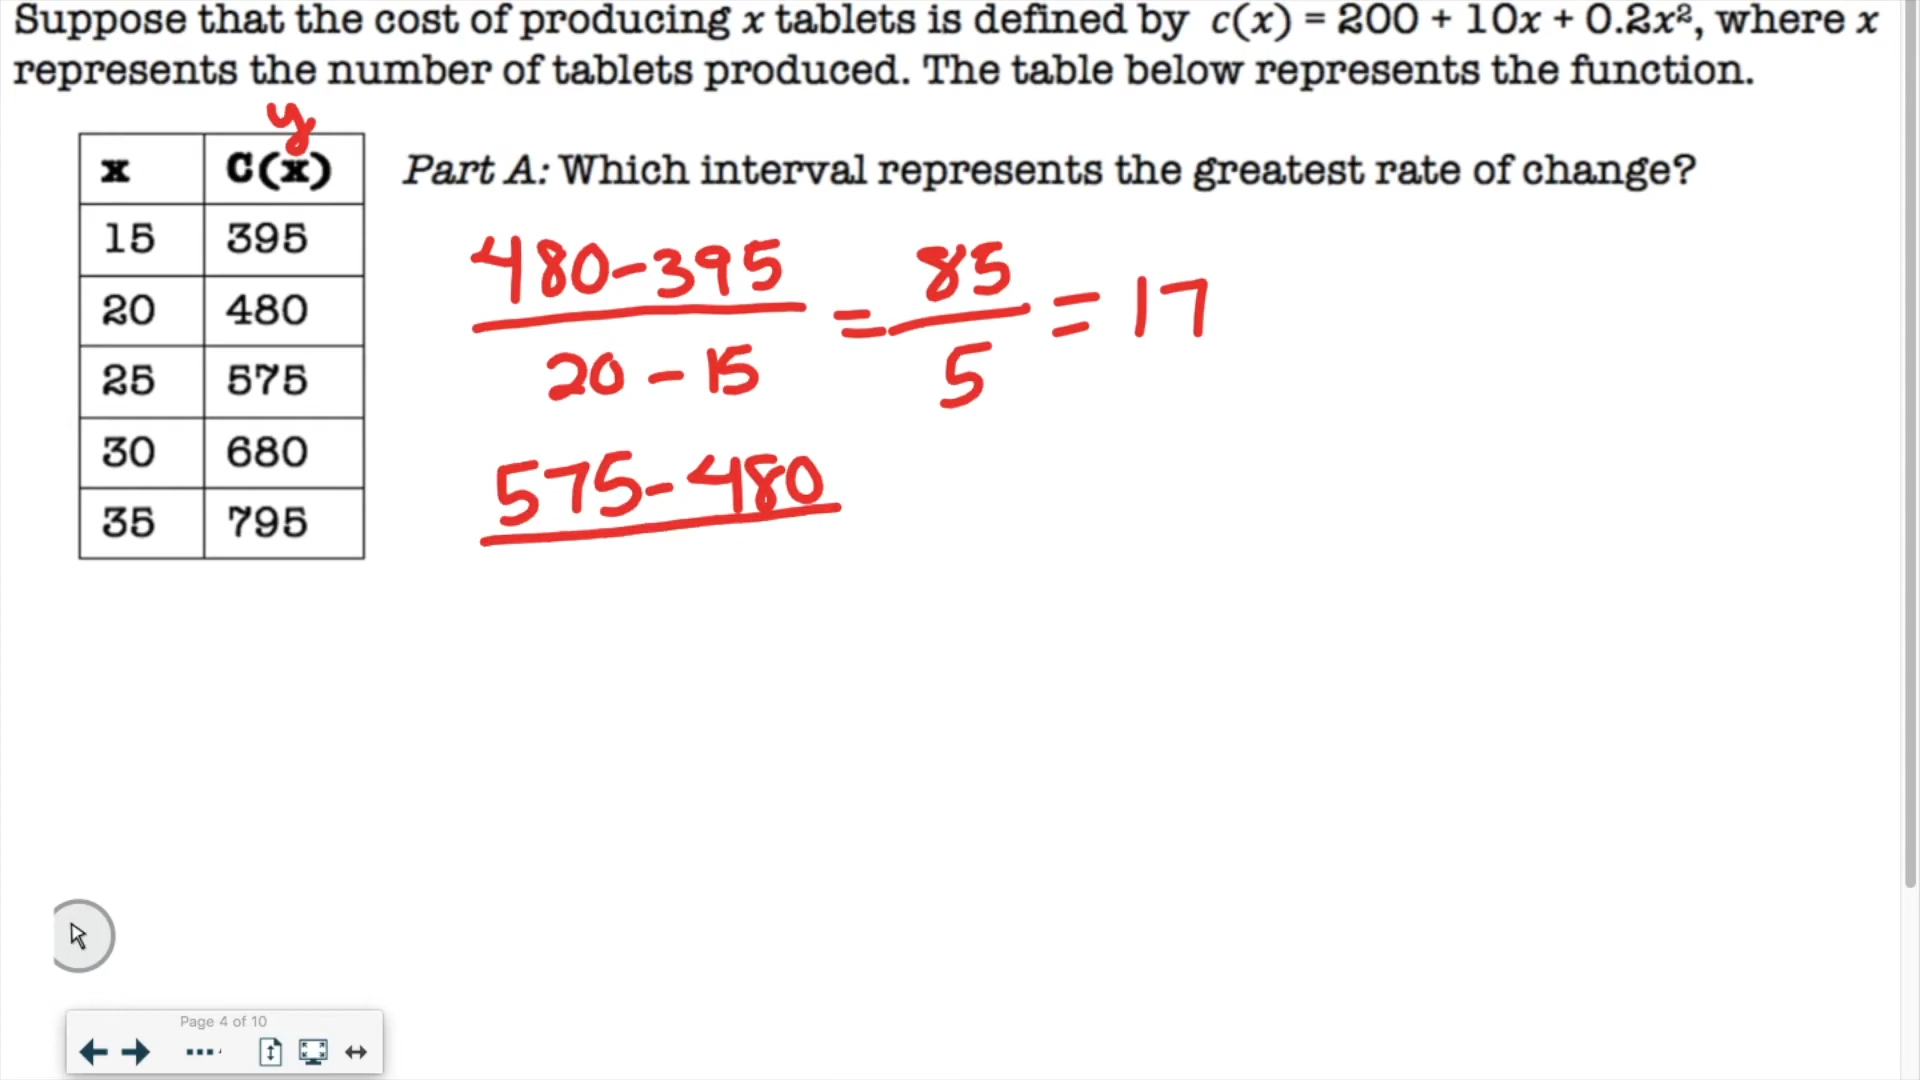 Suppose that the cost of producing x tablets is defined by c(x) = 200 + 10x + 0.2x², where x
represents the number of tablets produced. The table below represents the function.
y
x C(x)
15 395
20 480
25 575
30 680
35 795
Part A: Which interval represents the greatest rate of change?
480-395
20-15
= 85
5
= 17
575-480
Page 4 of 10